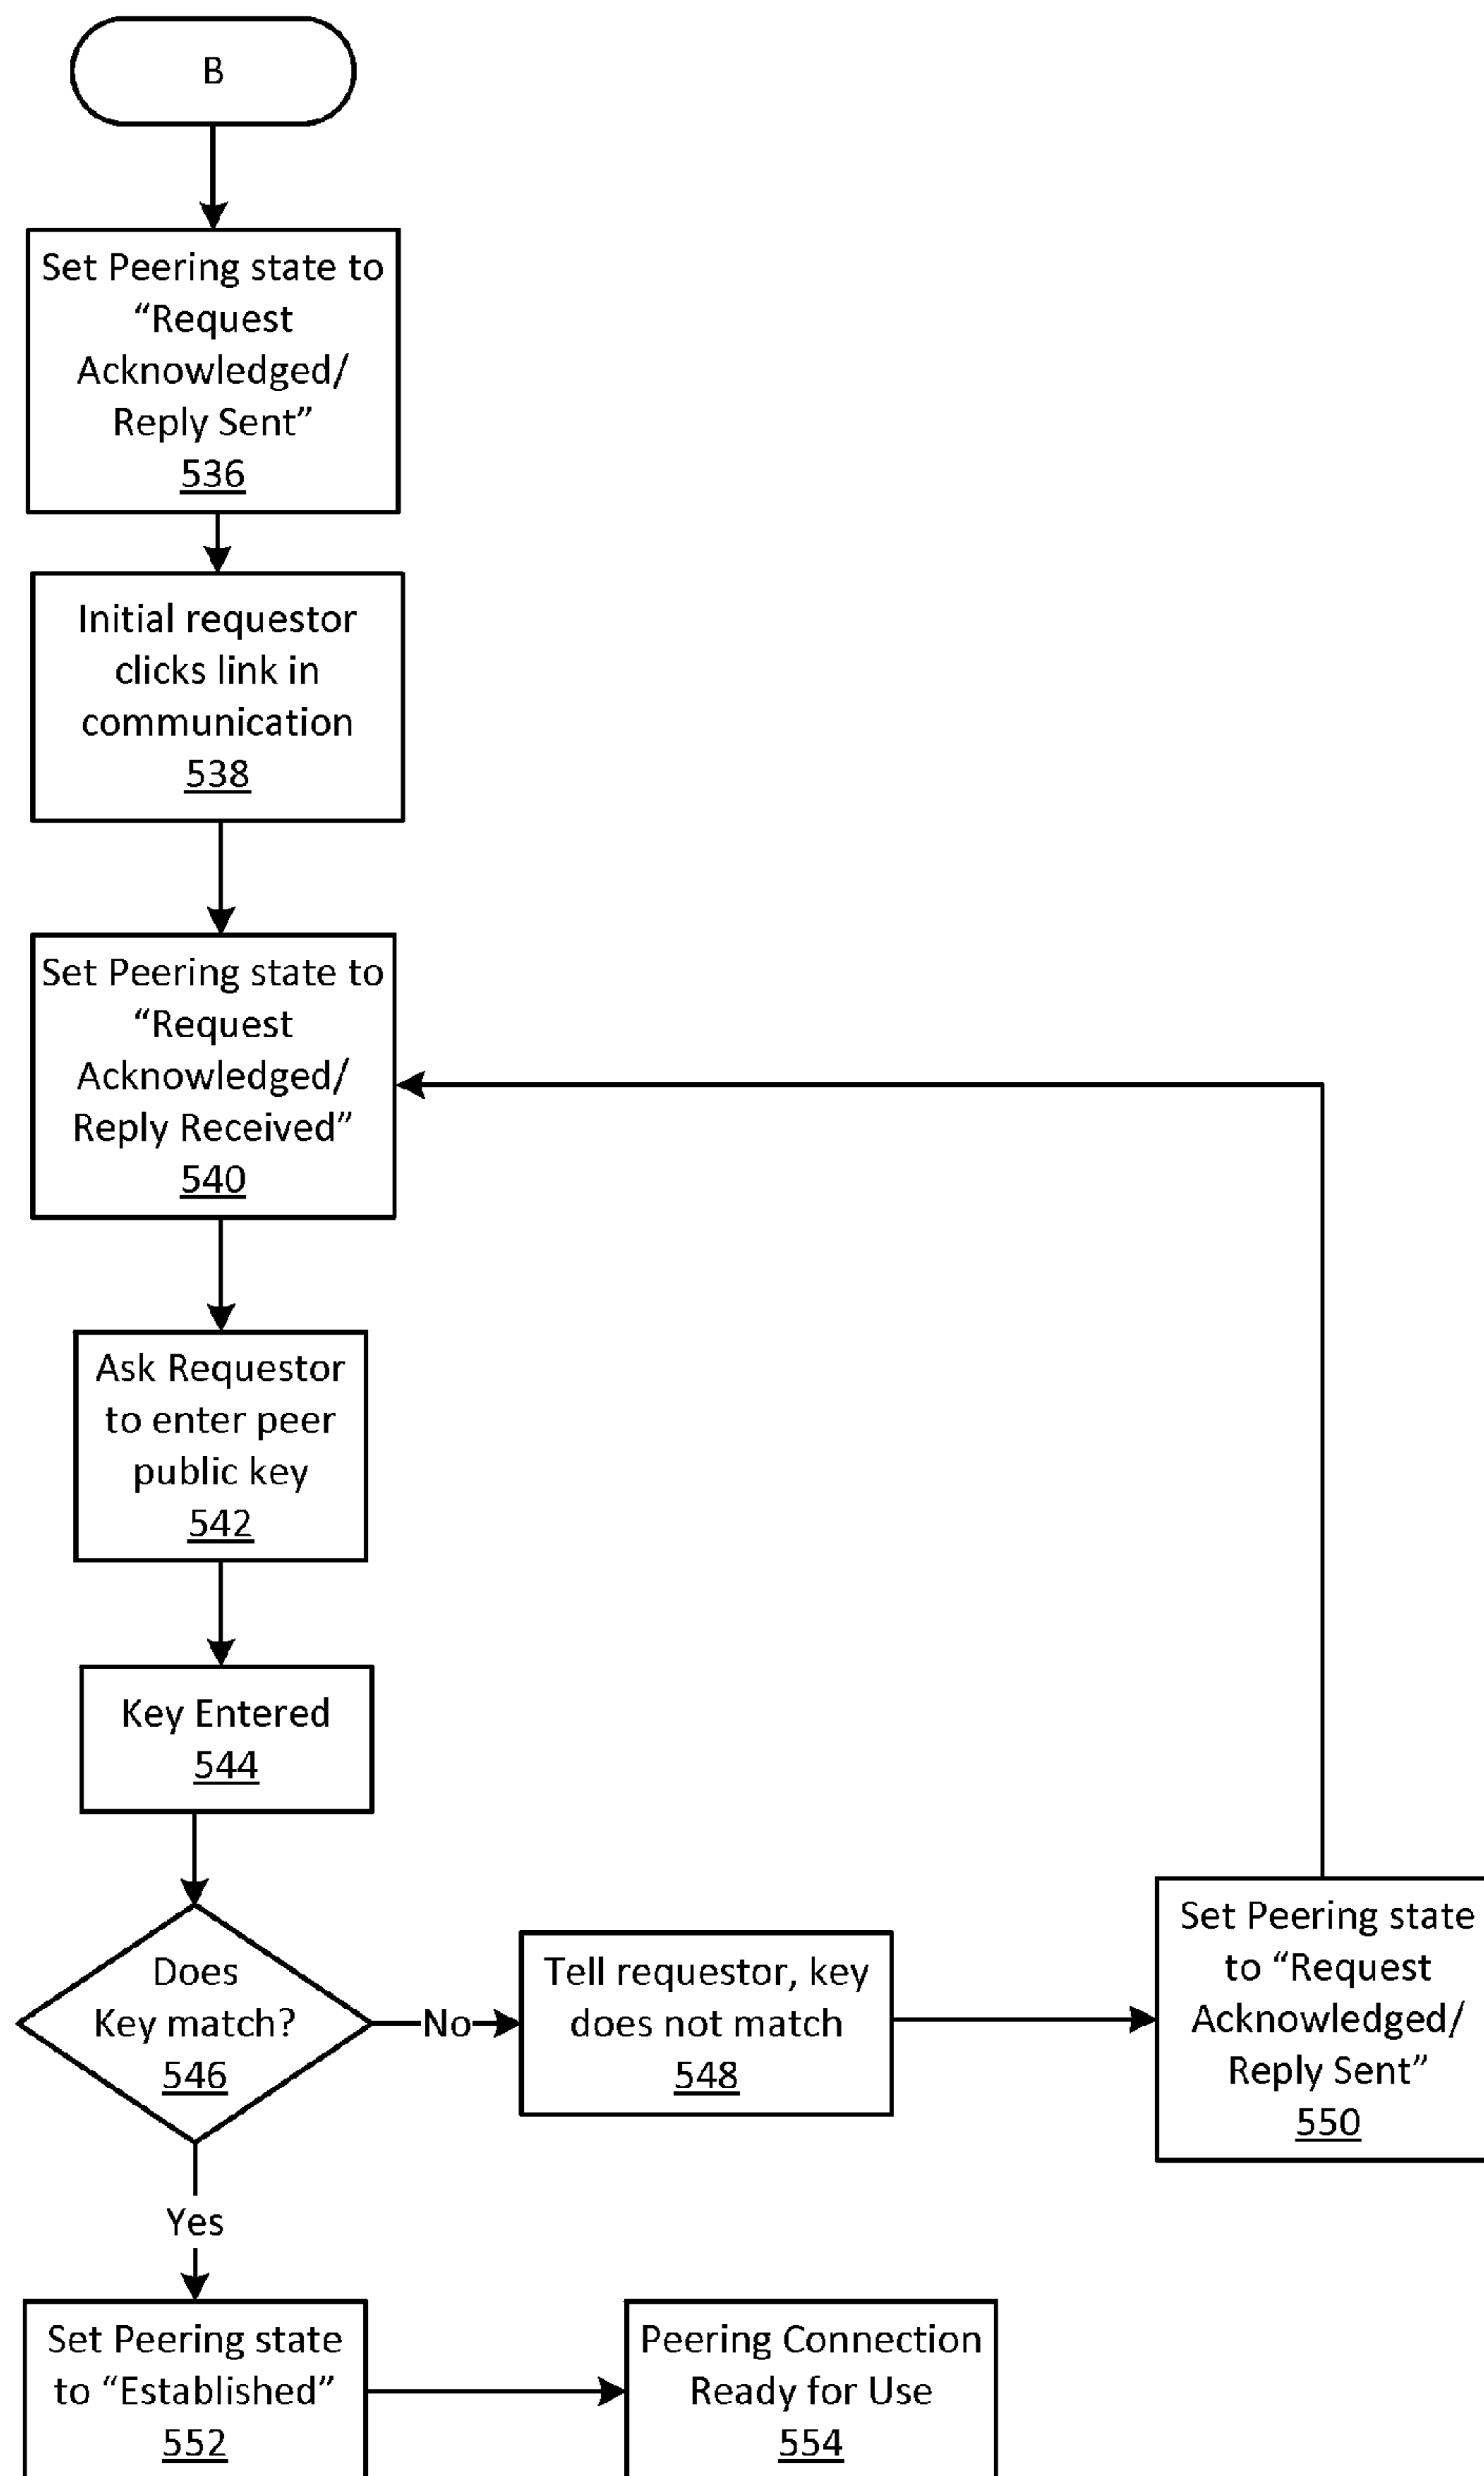 B
Set Peering state to
“Request
Acknowledged/
Reply Sent”
536
Initial requestor
clicks link in
communication
538
Set Peering state to
“Request
Acknowledged/
Reply Received”
540
Ask Requestor
to enter peer
public key
542
Key Entered
544
Does
Key match?
546
No
Tell requestor, key
does not match
548
Set Peering state
to “Request
Acknowledged/
Reply Sent”
550
Yes
Set Peering state
to “Established”
552
Peering Connection
Ready for Use
554